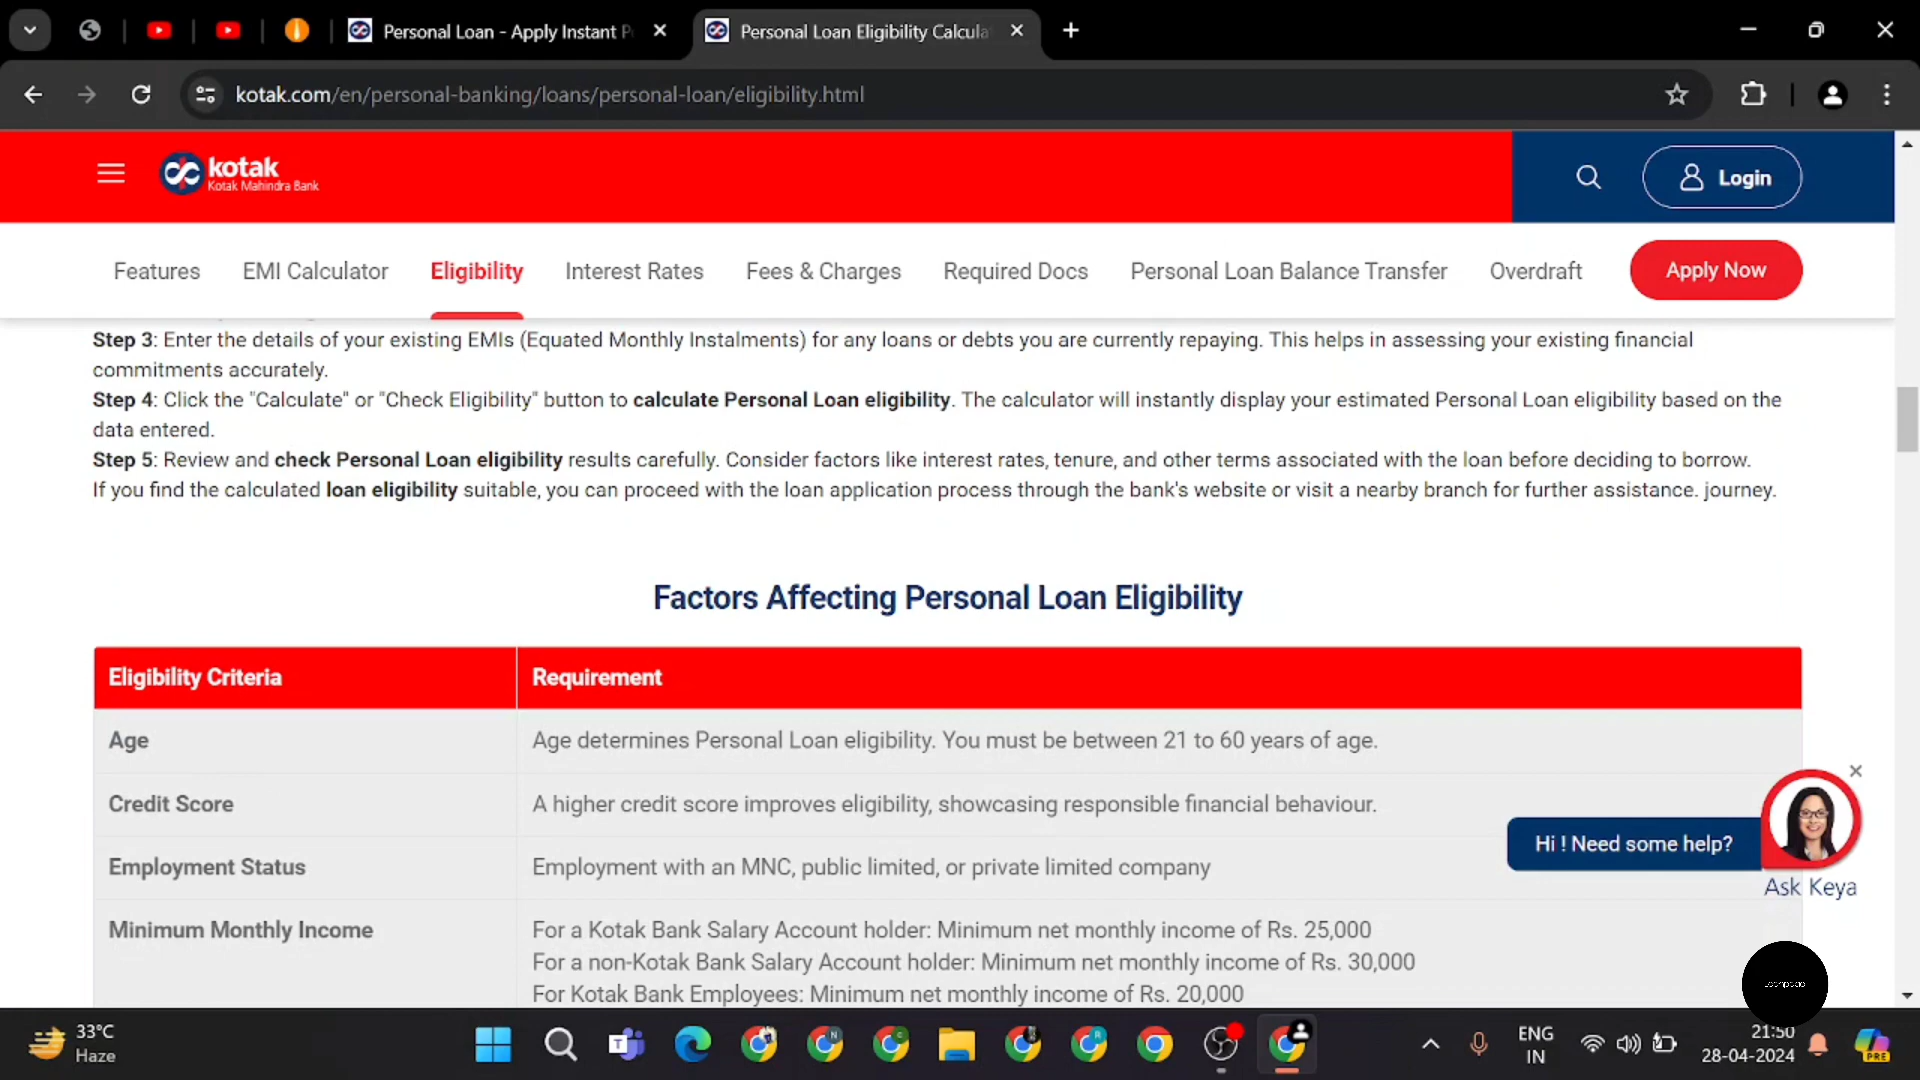 Personal Loan - Apply Instant P
Personal Loan Eligibility Calcula
kotak.com/en/personal-banking/loans/personal-loan/eligibility.html
kotak
Kotak Mahindra Bank
Login
Features
EMI Calculator
Eligibility
Interest Rates
Fees & Charges
Required Docs
Personal Loan Balance Transfer
Overdraft
Apply Now
Step 3: Enter the details of your existing EMIs (Equated Monthly Instalments) for any loans or debts you are currently repaying. This helps in assessing your existing financial
commitments accurately.
Step 4: Click the "Calculate" or "Check Eligibility" button to calculate Personal Loan eligibility. The calculator will instantly display your estimated Personal Loan eligibility based on the
data entered.
Step 5: Review and check Personal Loan eligibility results carefully. Consider factors like interest rates, tenure, and other terms associated with the loan before deciding to borrow.
If you find the calculated loan eligibility suitable, you can proceed with the loan application process through the bank's website or visit a nearby branch for further assistance. journey.
Factors Affecting Personal Loan Eligibility
Eligibility Criteria
Requirement
Age
Age determines Personal Loan eligibility. You must be between 21 to 60 years of age.
Credit Score
A higher credit score improves eligibility, showcasing responsible financial behaviour.
Employment Status
Employment with an MNC, public limited, or private limited company
Hi ! Need some help?
Ask Keya
Minimum Monthly Income
For a Kotak Bank Salary Account holder: Minimum net monthly income of Rs. 25,000
For a non-Kotak Bank Salary Account holder: Minimum net monthly income of Rs. 30,000
For Kotak Bank Employees: Minimum net monthly income of Rs. 20,000
33°C
Haze
ENG
IN
21:50
28-04-2024
PRE